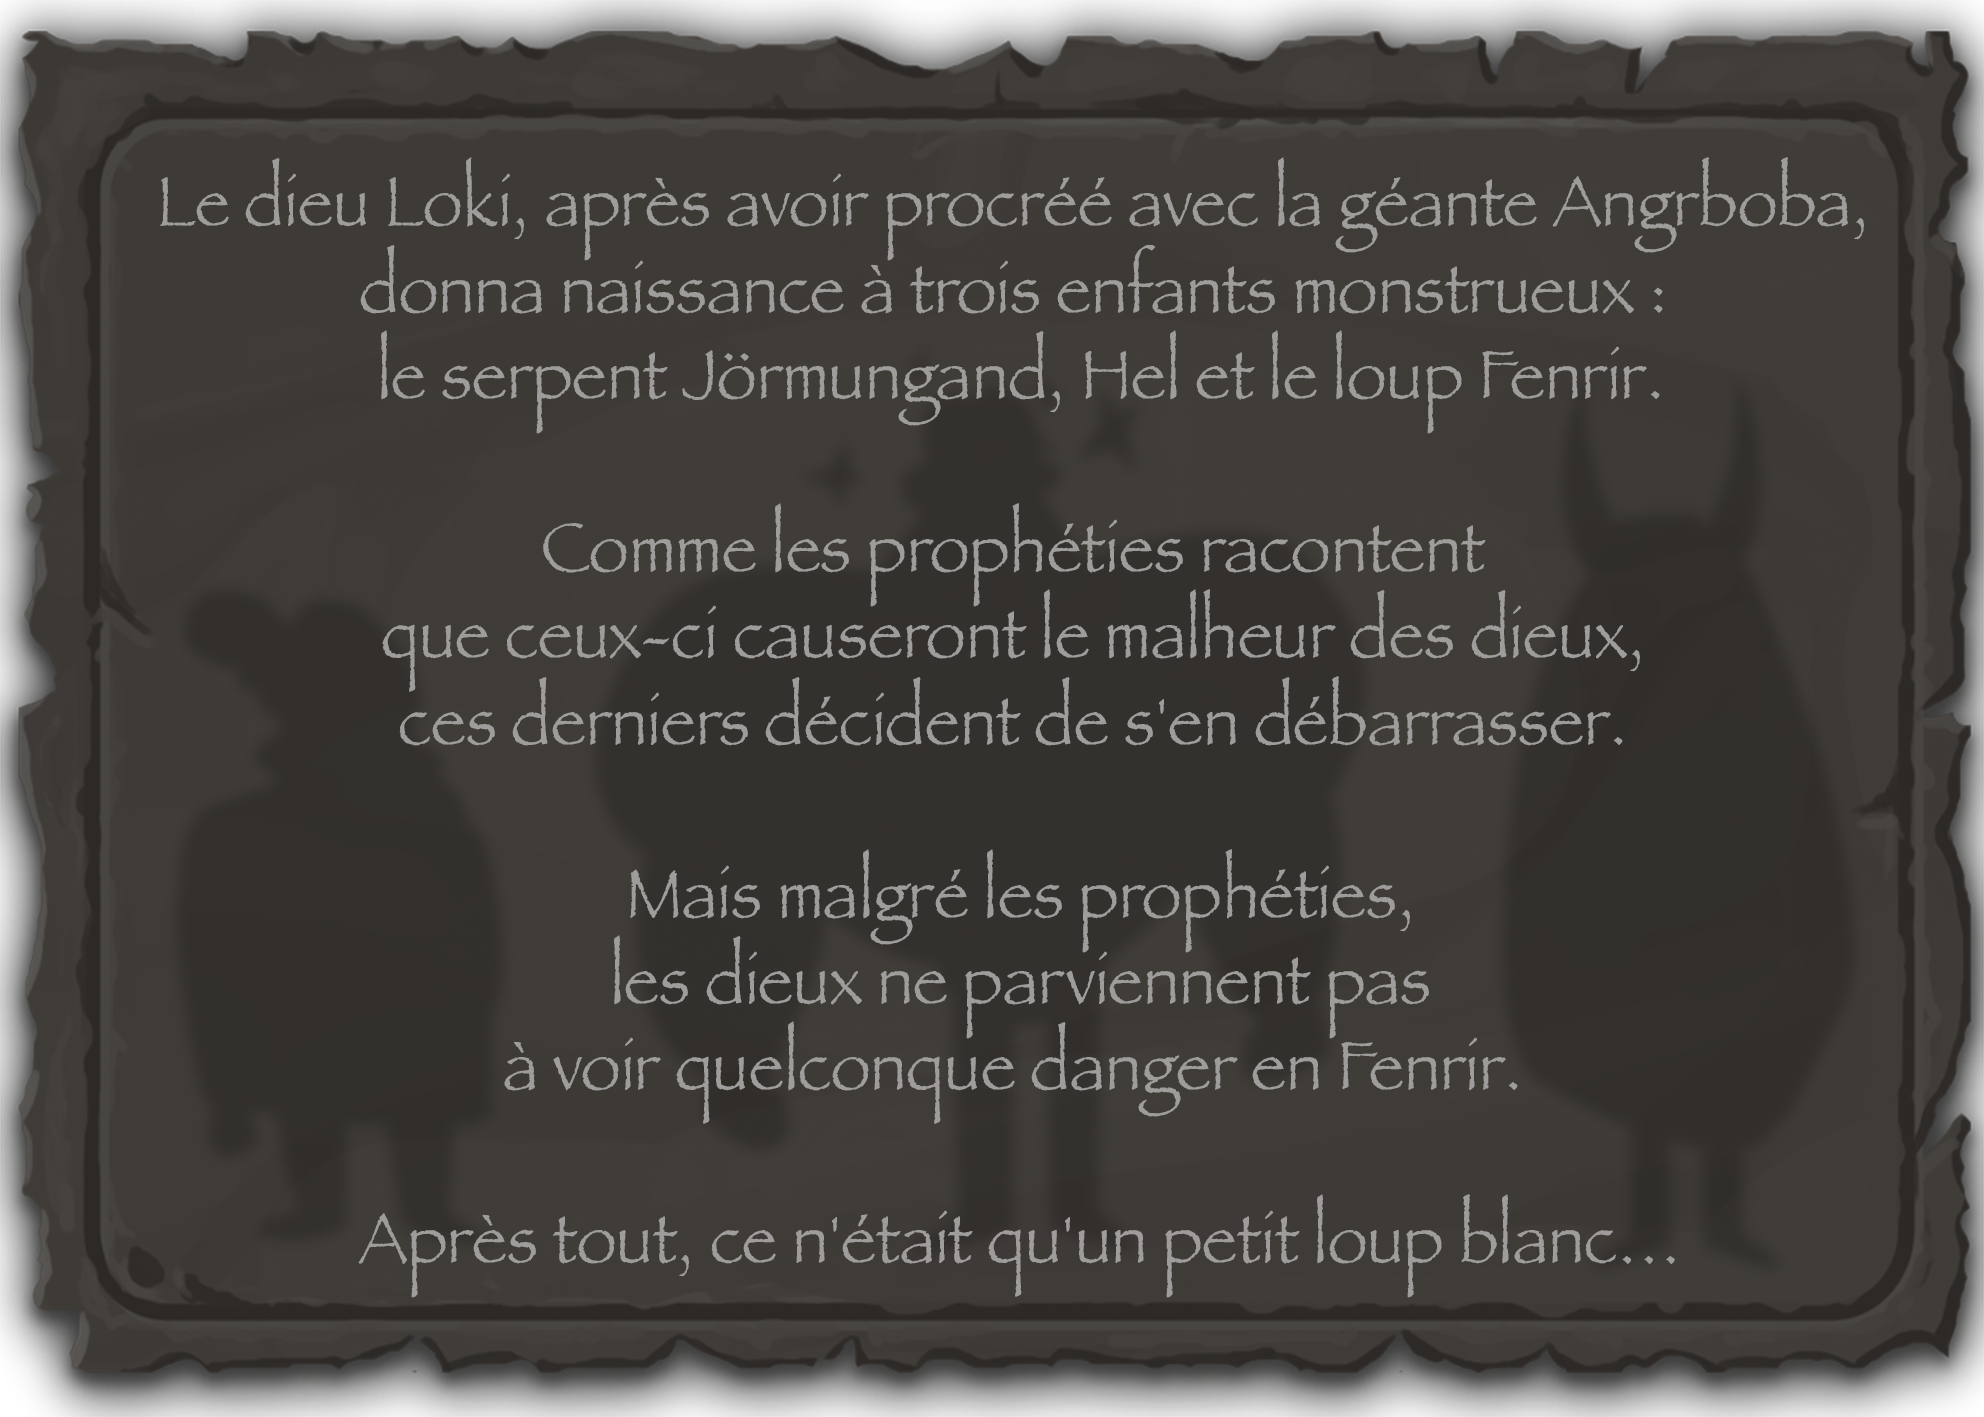 Le dieu Loki, après avoir procréé avec la géante Angrboba,
donna naissance à trois enfants monstrueux :
le serpent Jörmungand, Hel et le loup Fenrir.
Comme les prophéties racontent
que ceux-ci causeront le malheur des dieux,
ces derniers décident de s'en débarrasser.
Mais malgré les prophéties,
les dieux ne parviennent pas
à voir quelconque danger en Fenrir.
Après tout, ce n'était qu'un petit loup blanc...